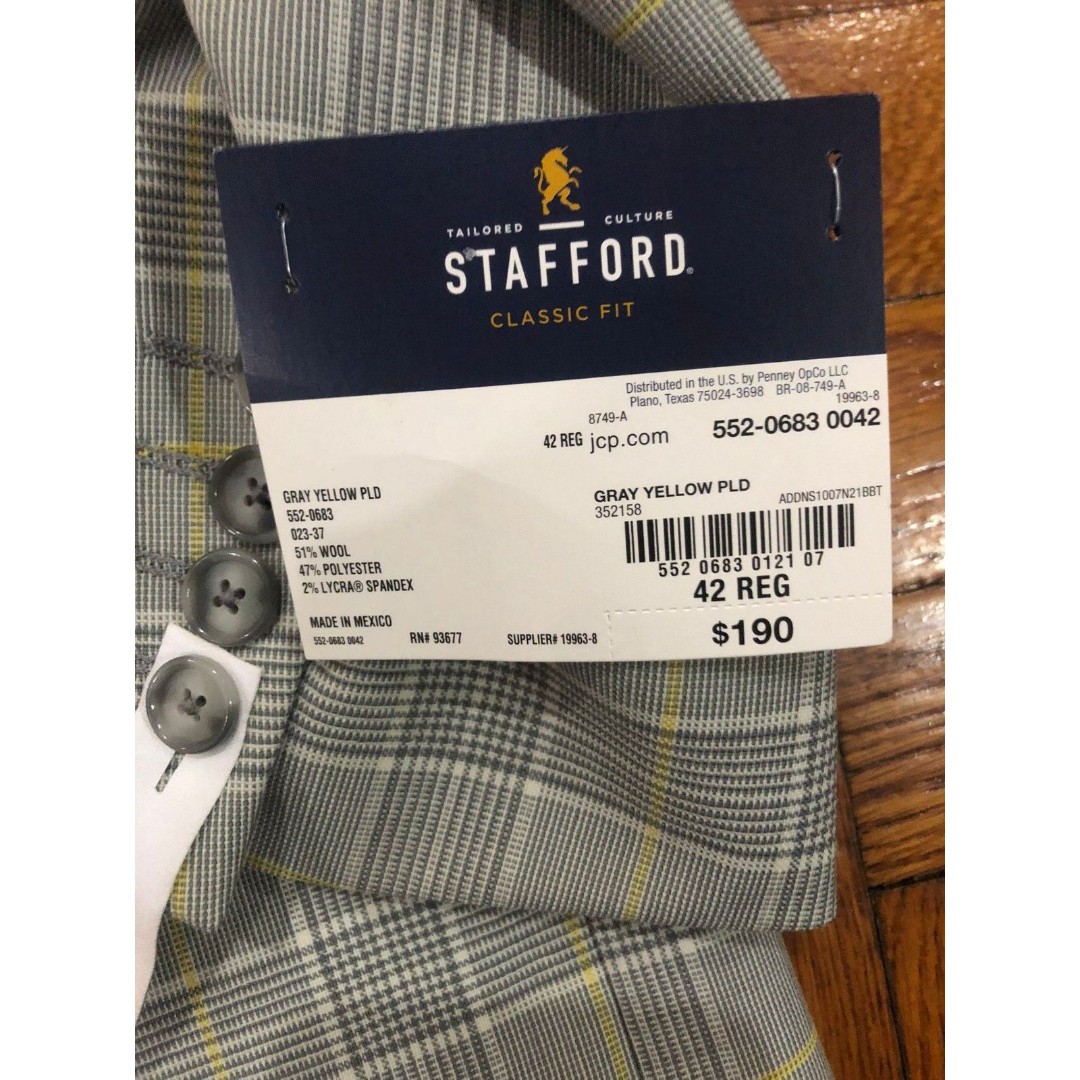 TAILORED CULTURE
STAFFORD®
CLASSIC FIT
Distributed in the U.S. by Penney OpCo LLC
Plano, Texas 75024-3698 BR-08-749-A
19963-8
8749-A
42 REG jcp.com 552-0683 0042
GRAY YELLOW PLD
552-0683
023-37
51% WOOL
47% POLYESTER
2% LYCRA® SPANDEX
MADE IN MEXICO
552-0683 0042 RN# 93677 SUPPLIER# 19963-8
GRAY YELLOW PLD
352158 ADDNS1007N21BBT
552 0683 0121 07
42 REG
$190